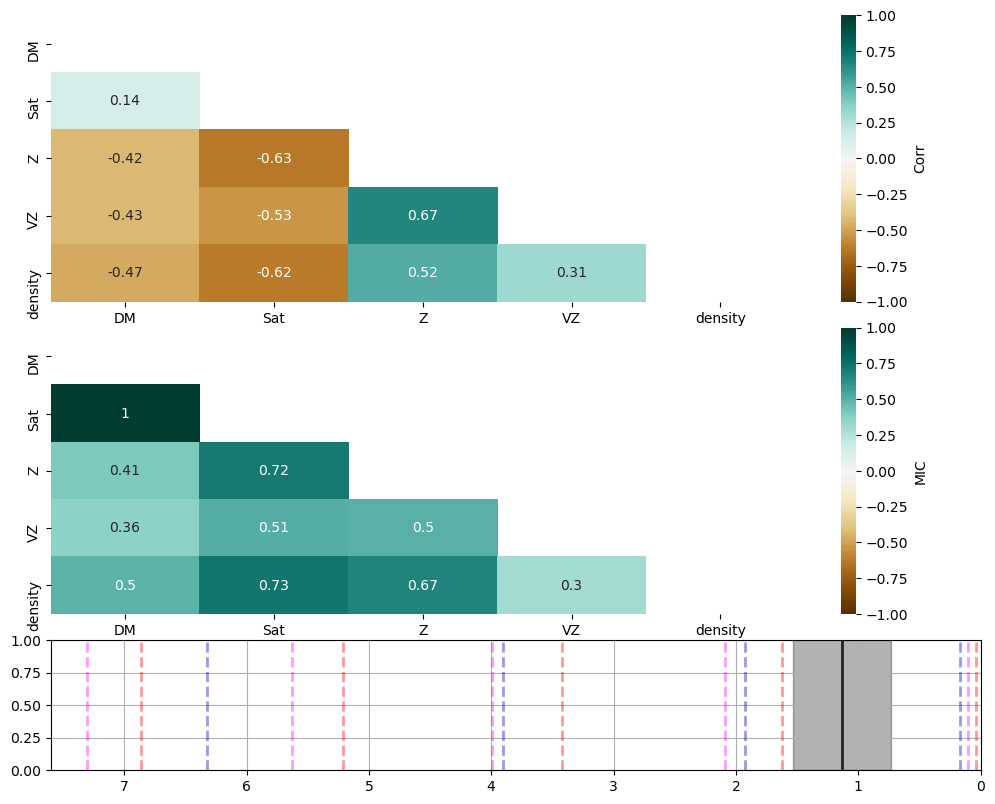 DM
Sat
Z
VZ
density
0.14
-0.42 -0.63
-0.43 -0.53 0.67
-0.47 -0.62 0.52 0.31
DM Sat Z VZ density
1.00
0.75
0.50
0.25
0.00
−0.25
−0.50
−0.75
−1.00
Corr
DM
Sat
Z
VZ
density
1
0.41 0.72
0.36 0.51 0.5
0.5 0.73 0.67 0.3
DM Sat Z VZ density
1.00
0.75
0.50
0.25
0.00
−0.25
−0.50
−0.75
−1.00
MIC
1.00
0.75
0.50
0.25
0.00
7 6 5 4 3 2 1 0